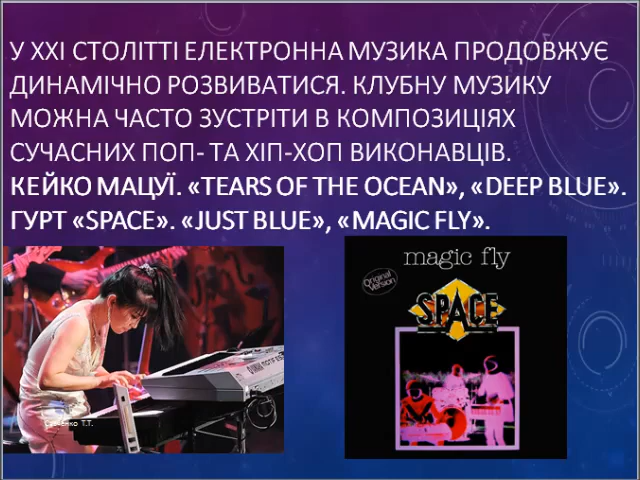 У ХХІ СТОЛІТТІ ЕЛЕКТРОННА МУЗИКА ПРОДОВЖУЄ
ДИНАМІЧНО РОЗВИВАТИСЯ. КЛУБНУ МУЗИКУ
МОЖНА ЧАСТО ЗУСТРІТИ В КОМПОЗИЦІЯХ
СУЧАСНИХ ПОП- ТА ХІП-ХОП ВИКОНАВЦІВ.
КЕЙКО МАЦУЇ. «TEARS OF THE OCEAN», «DEEP BLUE».
ГУРТ «SPACE». «JUST BLUE», «MAGIC FLY».
magic fly
Original
Version
SPACE
Т.Т.